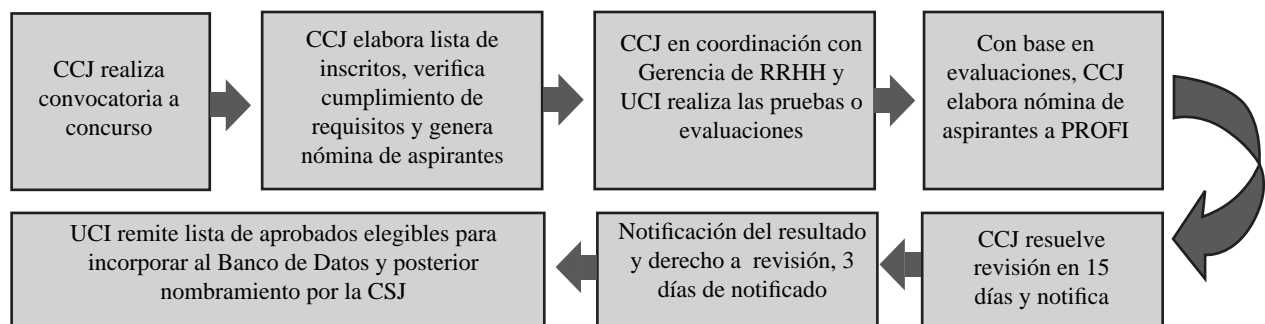 CCJ realiza
convocatoria a
concurso
CCJ elabora lista de
inscritos, verifica
cumplimiento de
requisitos y genera
nómina de aspirantes
CCJ en coordinación con
Gerencia de RRHH y
UCI realiza las pruebas o
evaluaciones
Con base en
evaluaciones, CCJ
elabora nómina de
aspirantes a PROFI
CCJ resuelve
revisión en 15
días y notifica
Notificación del resultado
y derecho a revisión, 3
días de notificado
UCI remite lista de aprobados elegibles para
incorporar al Banco de Datos y posterior
nombramiento por la CSJ